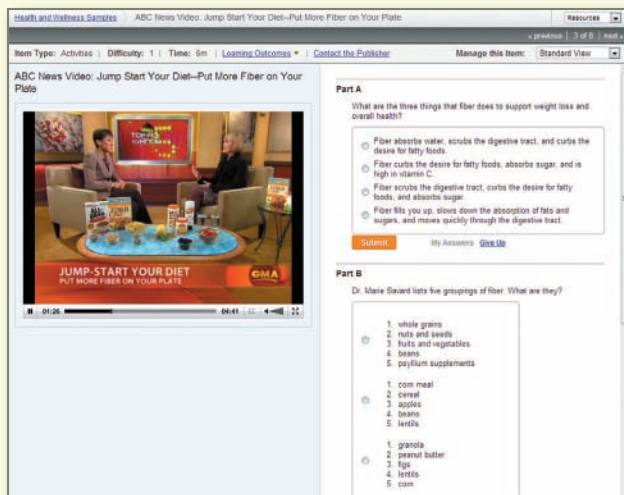 Health and Wellness Samples ABC News Video: Jump Start Your Diet--Put More Fiber on Your Plate
Resources
« previous | 3 of 8 | next »
Item Type: Activities | Difficulty: 1 | Time: 6m | Learning Outcomes | Contact the Publisher
Manage this Item: Standard View
ABC News Video: Jump Start Your Diet--Put More Fiber on Your
Plate
JUMP-START YOUR DIET
PUT MORE FIBER ON YOUR PLATE
GMA
01:26
04:41
Part A
What are the three things that fiber does to support weight loss and
overall health?
Fiber absorbs water, scrubs the digestive tract, and curbs the
desire for fatty foods.
Fiber curbs the desire for fatty foods, absorbs sugar, and is
high in vitamin C.
Fiber scrubs the digestive tract, curbs the desire for fatty
foods, and absorbs sugar.
Fiber fills you up, slows down the absorption of fats and
sugars, and moves quickly through the digestive tract.
Submit My Answers Give Up
Part B
Dr. Marie Savard lists five groupings of fiber. What are they?
1. whole grains
2. nuts and seeds
3. fruits and vegetables
4. beans
5. psyllium supplements
1. corn meal
2. cereal
3. apples
4. beans
5. lentils
1. granola
2. peanut butter
3. figs
4. lentils
5. corn